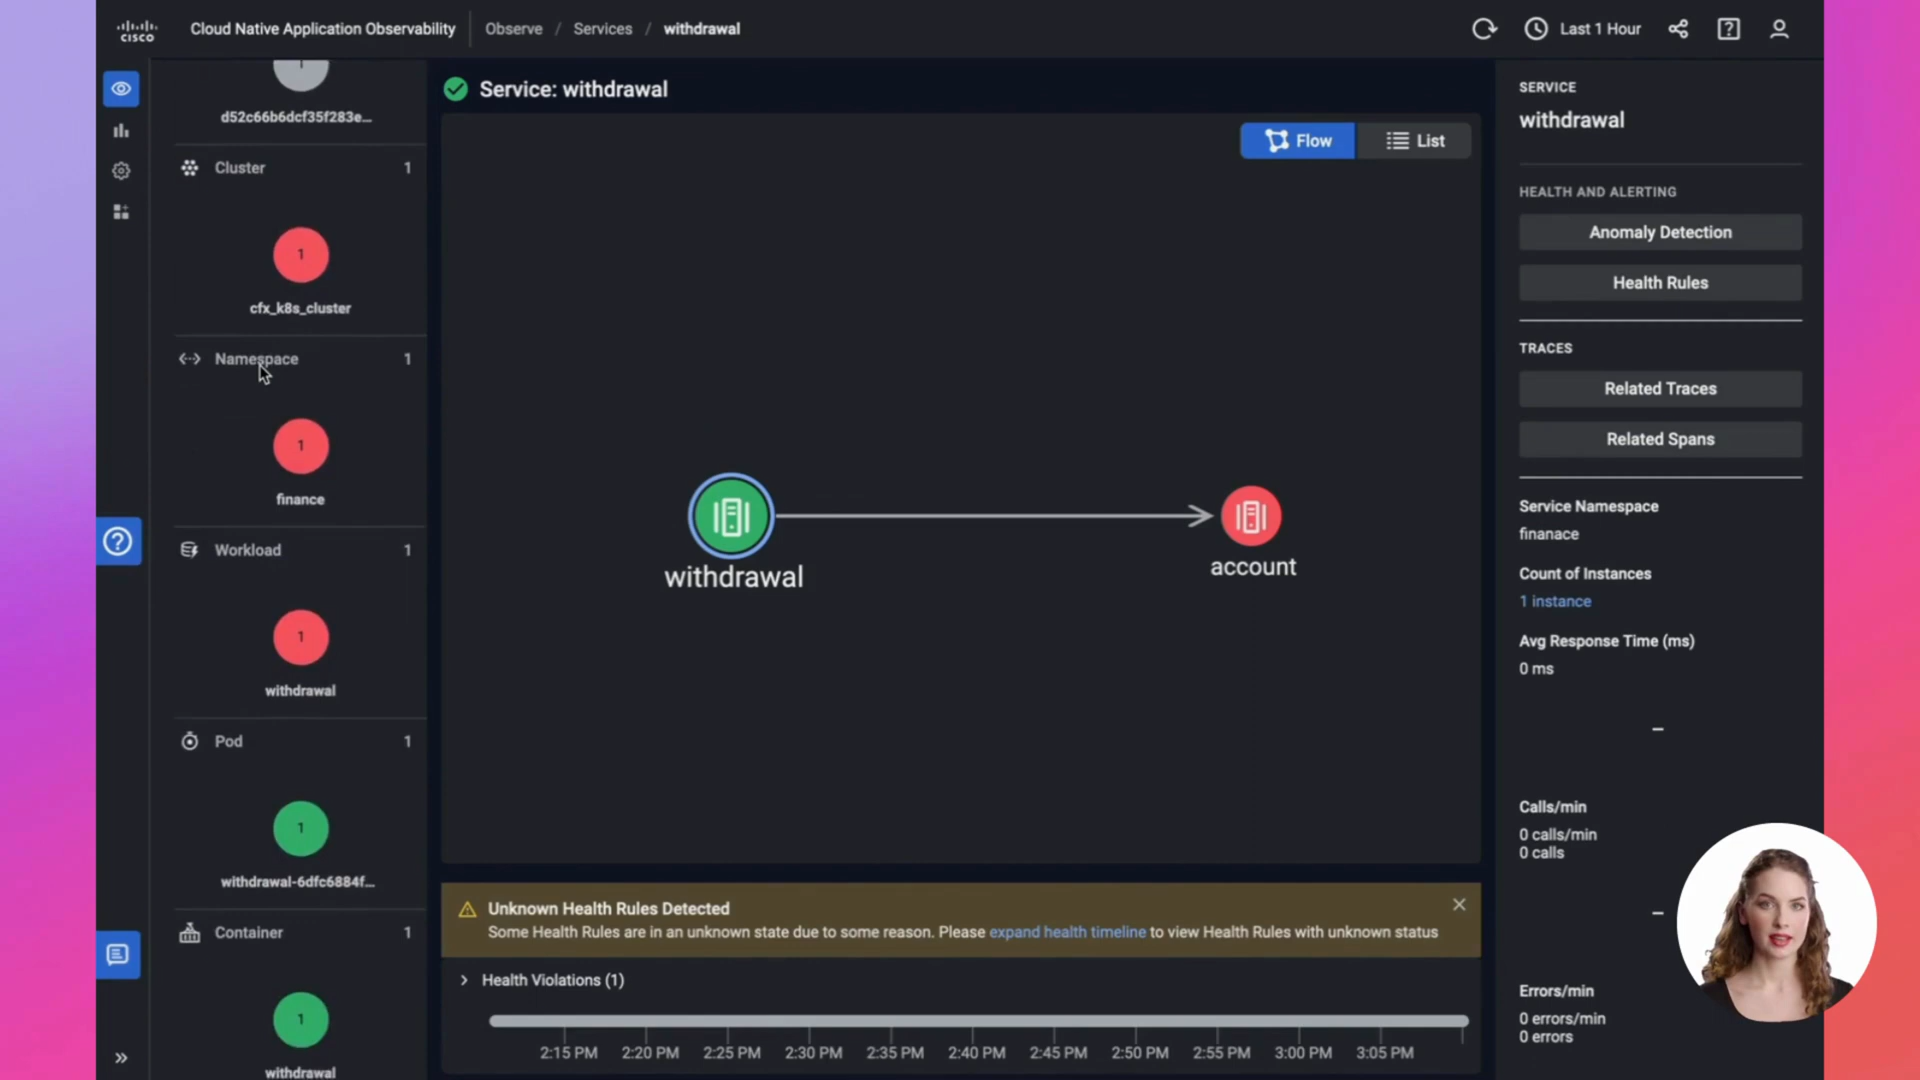 CISCO
Cloud Native Application Observability
Observe / Services / withdrawal
Last 1 Hour
1
d52c66b6dcf35f283e...
Cluster 1
1
cfx_k8s_cluster
Namespace 1
1
finance
Workload 1
1
withdrawal
Pod 1
1
withdrawal-6dfc6884f...
Container 1
1
withdrawal
Service: withdrawal
Flow
List
withdrawal
account
Unknown Health Rules Detected
Some Health Rules are in an unknown state due to some reason. Please expand health timeline to view Health Rules with unknown status
Health Violations (1)
2:15 PM 2:20 PM 2:25 PM 2:30 PM 2:35 PM 2:40 PM 2:45 PM 2:50 PM 2:55 PM 3:00 PM 3:05 PM
SERVICE
withdrawal
HEALTH AND ALERTING
Anomaly Detection
Health Rules
TRACES
Related Traces
Related Spans
Service Namespace
finanace
Count of Instances
1 instance
Avg Response Time (ms)
0 ms
–
Calls/min
0 calls/min
0 calls
–
Errors/min
0 errors/min
0 errors